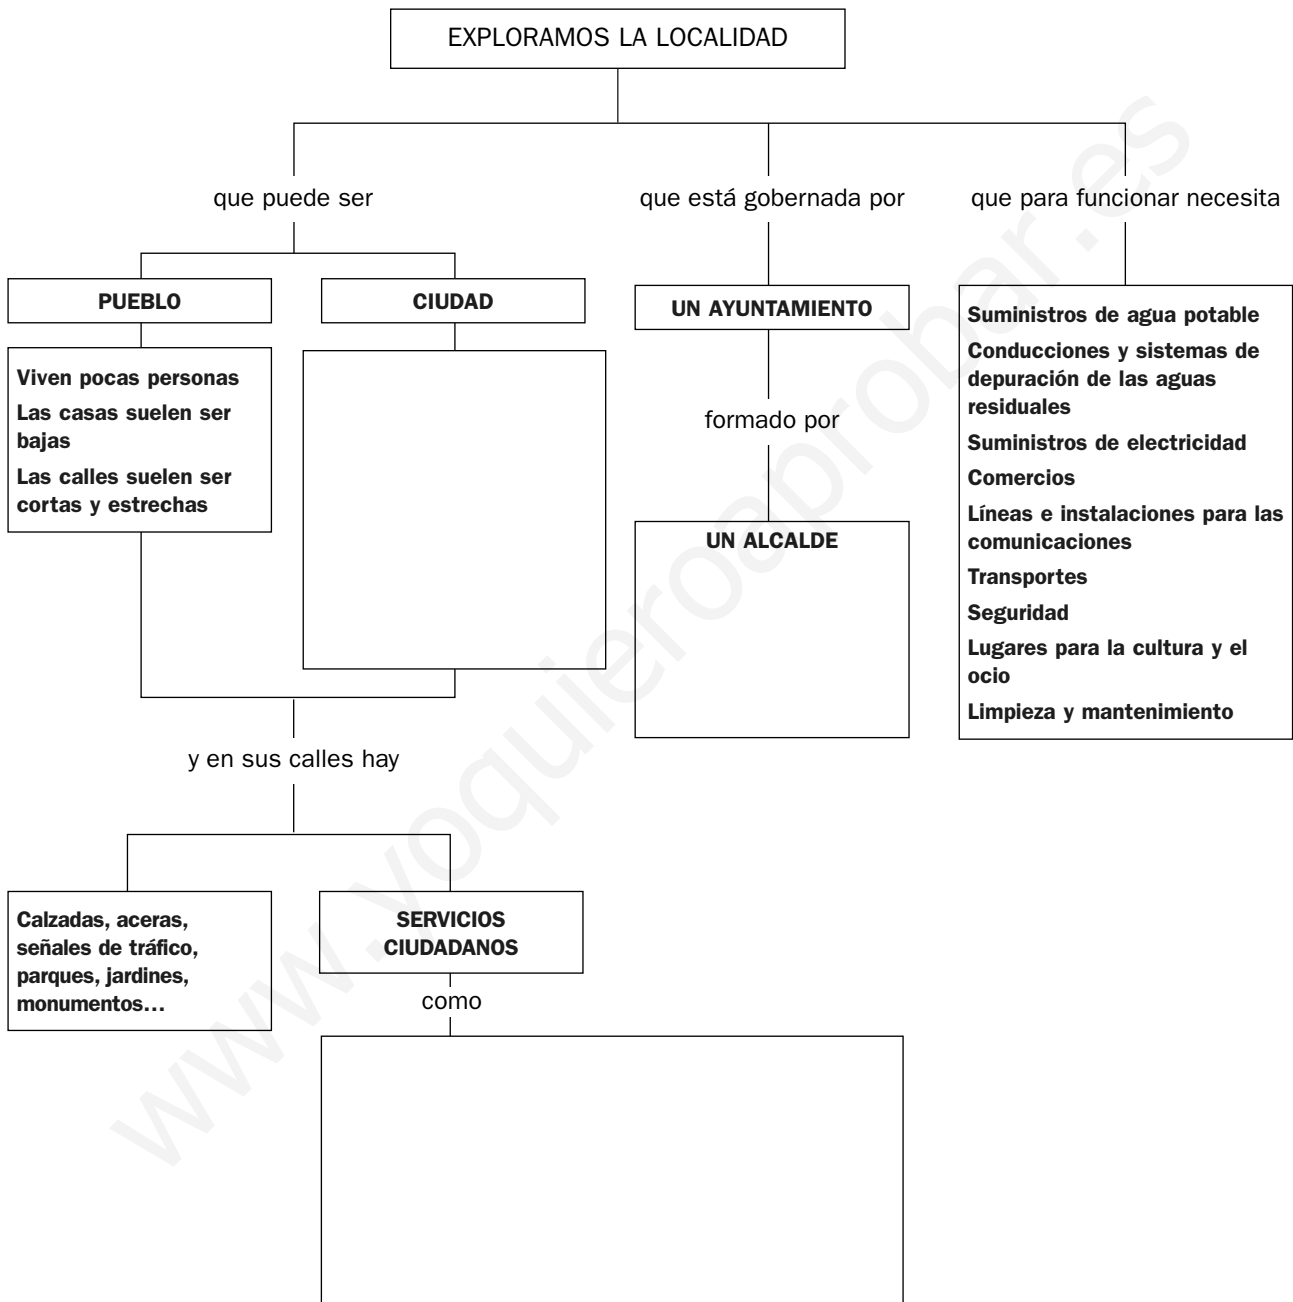 EXPLORAMOS LA LOCALIDAD
que puede ser
que está gobernada por
que para funcionar necesita
PUEBLO
CIUDAD
UN AYUNTAMIENTO
Viven pocas personas
Las casas suelen ser
bajas
Las calles suelen ser
cortas y estrechas
formado por
UN ALCALDE
Suministros de agua potable
Conducciones y sistemas de
depuración de las aguas
residuales
Suministros de electricidad
Comercios
Líneas e instalaciones para las
comunicaciones
Transportes
Seguridad
Lugares para la cultura y el
ocio
Limpieza y mantenimiento
y en sus calles hay
Calzadas, aceras,
señales de tráfico,
parques, jardines,
monumentos…
SERVICIOS
CIUDADANOS
como
www.yoquieroaprobar.es